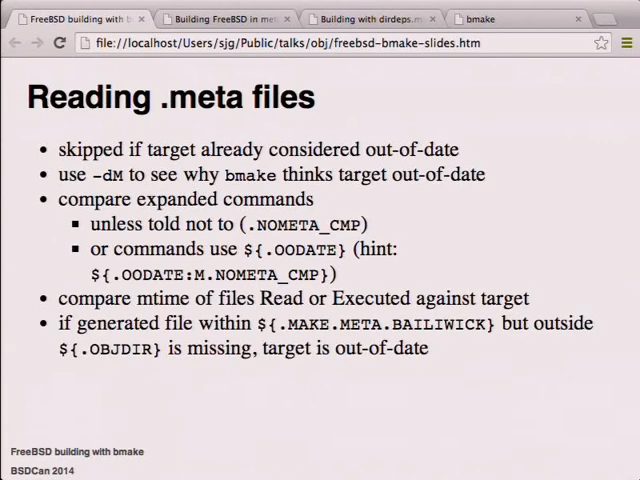 FreeBSD building with b
Building FreeBSD in met
Building with dirdeps.m
bmake
file://localhost/Users/sjg/Public/talks/obj/freebsd-bmake-slides.htm
Reading .meta files
• skipped if target already considered out-of-date
• use -dM to see why bmake thinks target out-of-date
• compare expanded commands
▪ unless told not to (.NOMETA_CMP)
▪ or commands use ${.OODATE} (hint:
${.OODATE:M.NOMETA_CMP})
• compare mtime of files Read or Executed against target
• if generated file within ${.MAKE.META.BAILIWICK} but outside
${.OBJDIR} is missing, target is out-of-date
FreeBSD building with bmake
BSDCan 2014